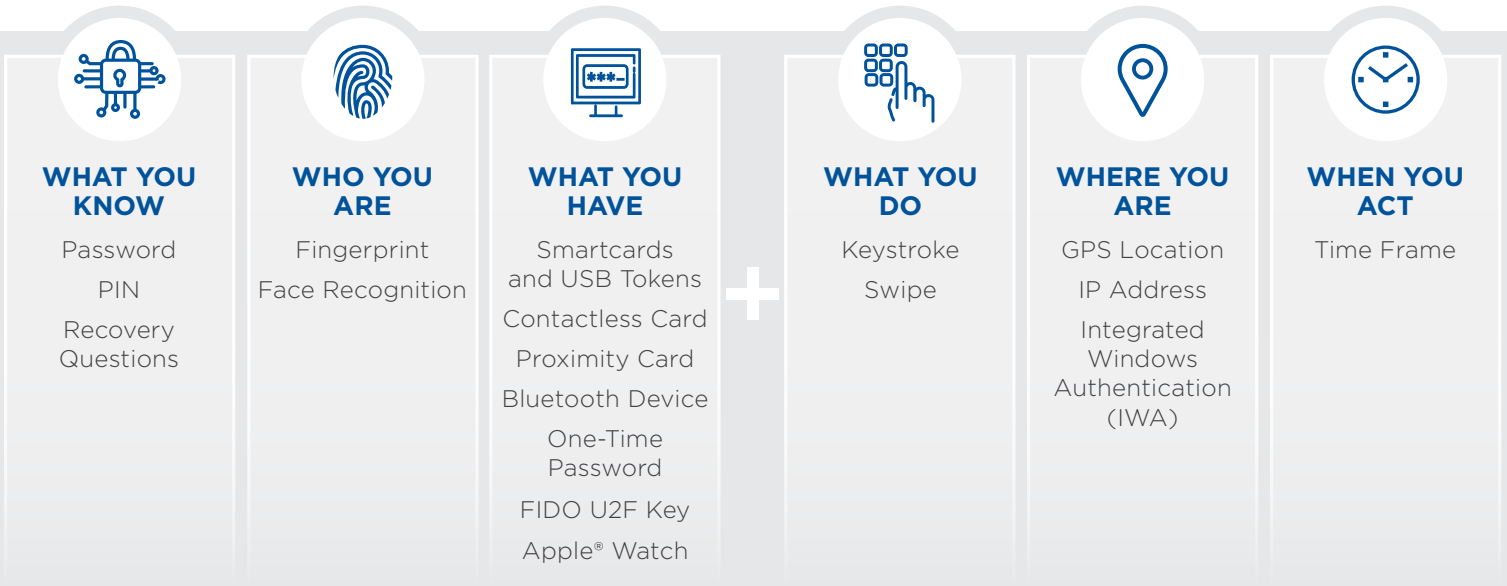 ***_
WHAT YOU
KNOW
Password
PIN
Recovery
Questions
WHO YOU
ARE
Fingerprint
Face Recognition
WHAT YOU
HAVE
Smartcards
and USB Tokens
Contactless Card
Proximity Card
Bluetooth Device
One-Time
Password
FIDO U2F Key
Apple® Watch
+
WHAT YOU
DO
Keystroke
Swipe
WHERE YOU
ARE
GPS Location
IP Address
Integrated
Windows
Authentication
(IWA)
WHEN YOU
ACT
Time Frame